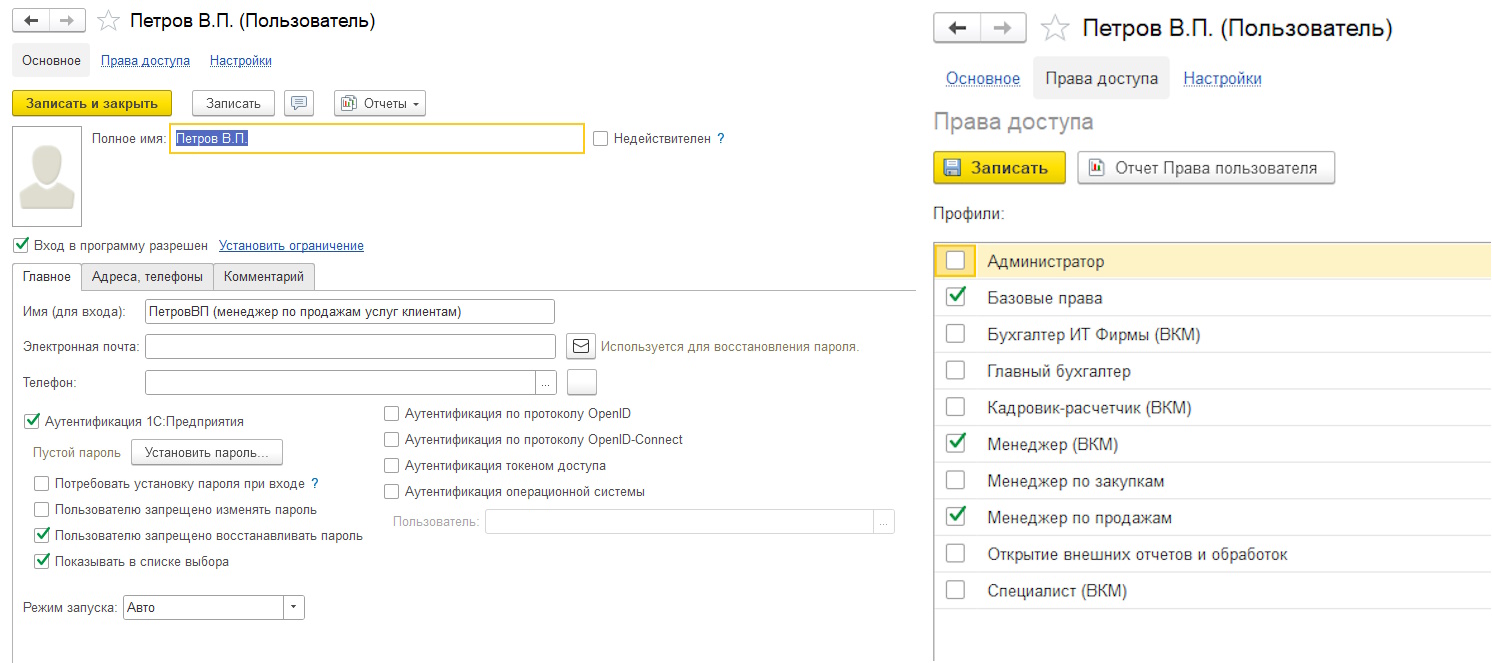 Петров В.П. (Пользователь)
Основное Права доступа Настройки
Записать и закрыть Записать Отчеты
Полное имя: Петров В.П. Недействителен ?
Вход в программу разрешен Установить ограничение
Главное Адреса, телефоны Комментарий
Имя (для входа): ПетровВП (менеджер по продажам услуг клиентам)
Электронная почта: Используется для восстановления пароля.
Телефон: ...
Аутентификация 1С:Предприятия
Пустой пароль Установить пароль...
Потребовать установку пароля при входе ?
Пользователю запрещено изменять пароль
Пользователю запрещено восстанавливать пароль
Показывать в списке выбора
Аутентификация по протоколу OpenID
Аутентификация по протоколу OpenID-Connect
Аутентификация токеном доступа
Аутентификация операционной системы
Пользователь: ...
Режим запуска: Авто
Петров В.П. (Пользователь)
Основное Права доступа Настройки
Права доступа
Записать Отчет Права пользователя
Профили:
Администратор
Базовые права
Бухгалтер ИТ Фирмы (ВКМ)
Главный бухгалтер
Кадровик-расчетчик (ВКМ)
Менеджер (ВКМ)
Менеджер по закупкам
Менеджер по продажам
Открытие внешних отчетов и обработок
Специалист (ВКМ)